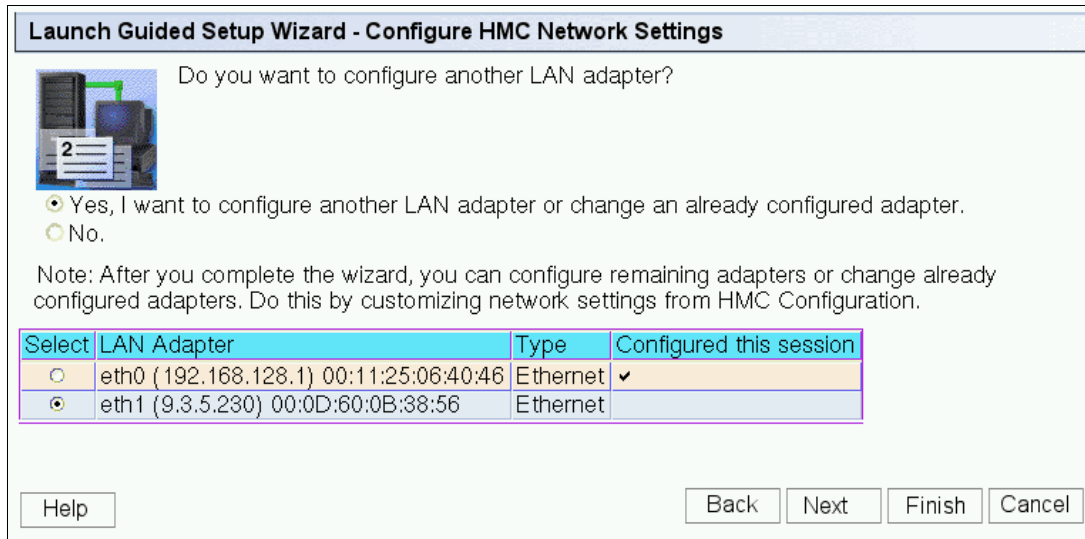 Launch Guided Setup Wizard - Configure HMC Network Settings
Do you want to configure another LAN adapter?
2
Yes, I want to configure another LAN adapter or change an already configured adapter.
No.
Note: After you complete the wizard, you can configure remaining adapters or change already
configured adapters. Do this by customizing network settings from HMC Configuration.
Select LAN Adapter Type Configured this session
eth0 (192.168.128.1) 00:11:25:06:40:46 Ethernet ✔
eth1 (9.3.5.230) 00:0D:60:0B:38:56 Ethernet
Help Back Next Finish Cancel